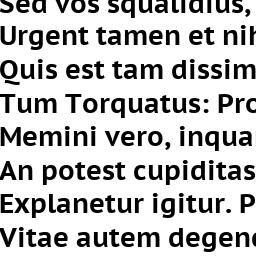 Sed vos squalidius,
Urgent tamen et nih
Quis est tam dissim
Tum Torquatus: Pro
Memini vero, inqua
An potest cupiditas
Explanetur igitur. P
Vitae autem degend